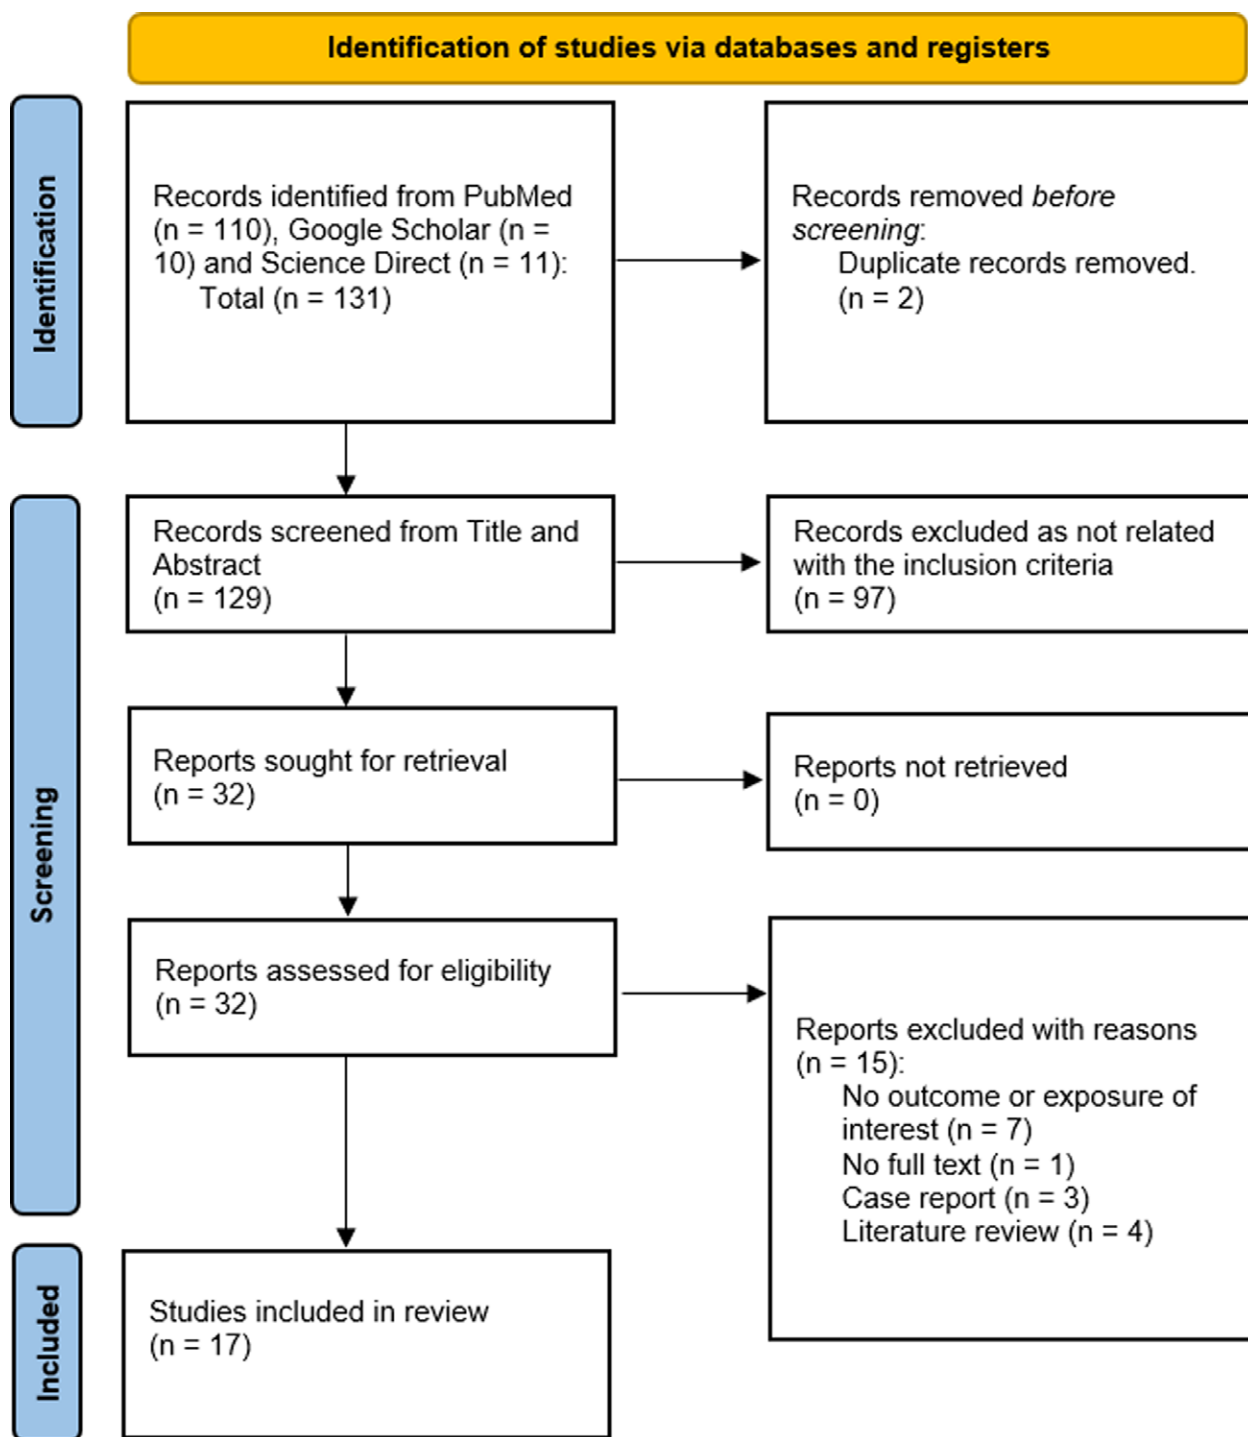 Identification of studies via databases and registers
Identification
Records identified from PubMed
(n = 110), Google Scholar (n =
10) and Science Direct (n = 11):
Total (n = 131)
Records removed before
screening:
Duplicate records removed.
(n = 2)
Screening
Records screened from Title and
Abstract
(n = 129)
Records excluded as not related
with the inclusion criteria
(n = 97)
Reports sought for retrieval
(n = 32)
Reports not retrieved
(n = 0)
Reports assessed for eligibility
(n = 32)
Reports excluded with reasons
(n = 15):
No outcome or exposure of
interest (n = 7)
No full text (n = 1)
Case report (n = 3)
Literature review (n = 4)
Included
Studies included in review
(n = 17)